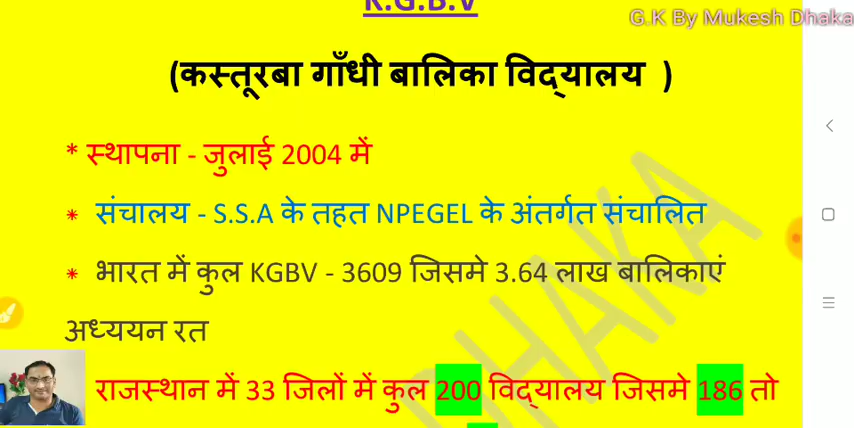 K.G.B.V
G.K By Mukesh Dhaka
(कस्तूरबा गाँधी बालिका विद्यालय )
* स्थापना - जुलाई 2004 में
* संचालय - S.S.A के तहत NPEGEL के अंतर्गत संचालित
* भारत में कुल KGBV - 3609 जिसमे 3.64 लाख बालिकाएं
अध्ययन रत
राजस्थान में 33 जिलों में कुल 200 विद्यालय जिसमे 186 तो
DHAKA